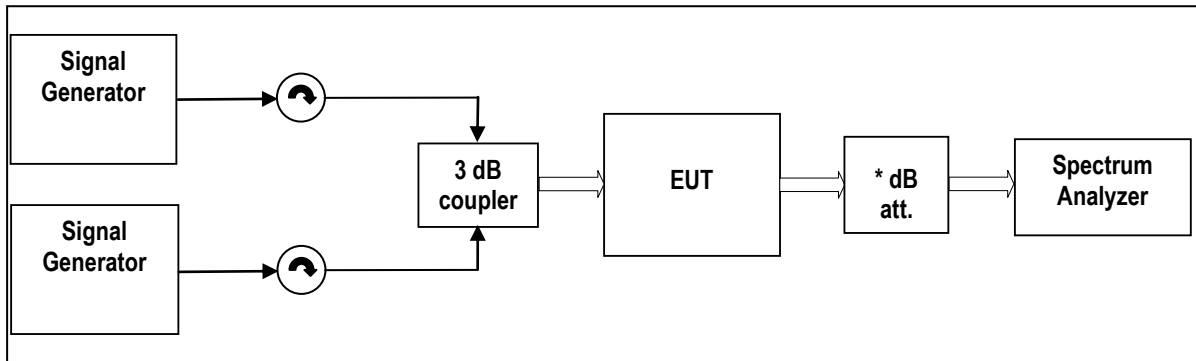 Signal
Generator
3 dB
coupler
EUT
* dB
att.
Spectrum
Analyzer
Signal
Generator